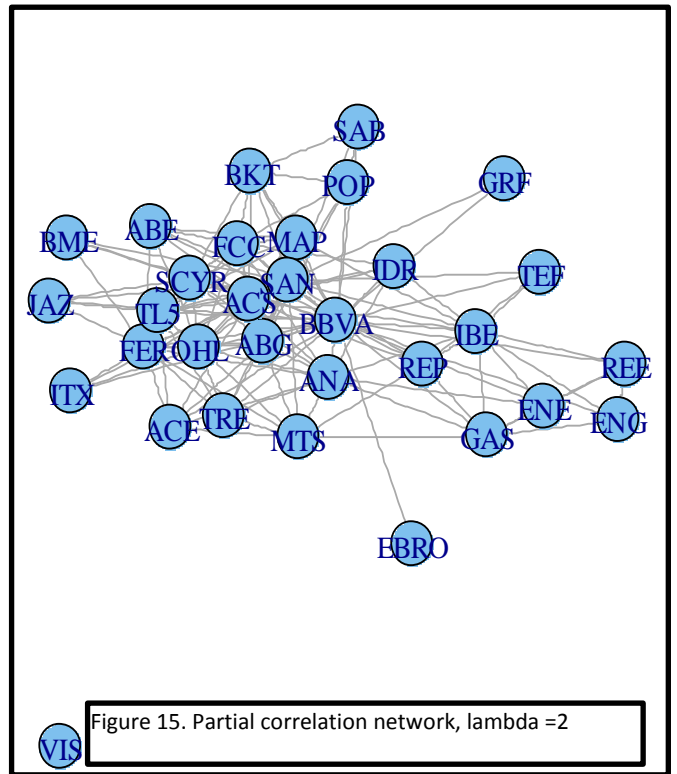 SAB
BKT
POP
GRF
ABE
BME
FCC
MAP
IDR
TEF
SCYR
SAN
JAZ
TL5
ACS
BBVA
IBE
FER
OHL
ABG
REP
REE
ANA
ITX
ENE
ACE
TRE
MTS
GAS
ENG
EBRO
VIS
Figure 15. Partial correlation network, lambda =2